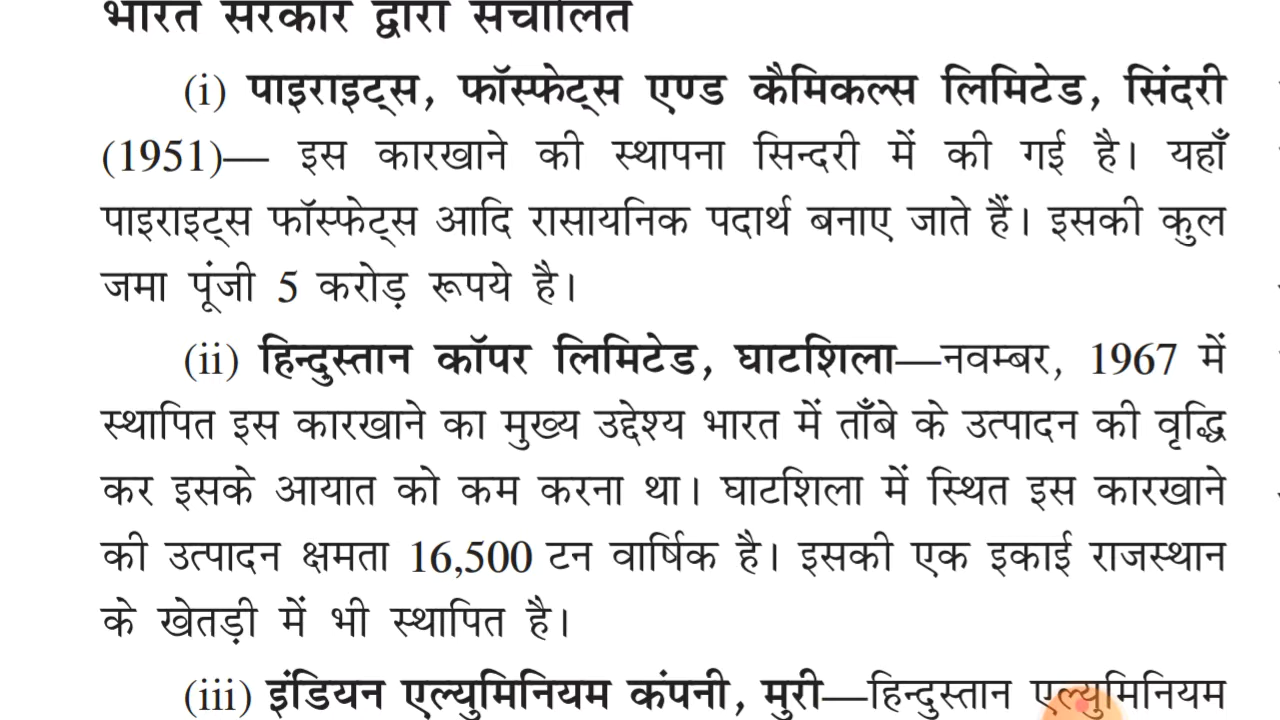 भारत सरकार द्वारा संचालित
(i) पाइराइट्स, फॉस्फेट्स एण्ड कैमिकल्स लिमिटेड, सिंदरी
(1951)— इस कारखाने की स्थापना सिन्दरी में की गई है। यहाँ
पाइराइट्स फॉस्फेट्स आदि रासायनिक पदार्थ बनाए जाते हैं। इसकी कुल
जमा पूंजी 5 करोड़ रूपये है।
(ii) हिन्दुस्तान कॉपर लिमिटेड, घाटशिला—नवम्बर, 1967 में
स्थापित इस कारखाने का मुख्य उद्देश्य भारत में ताँबे के उत्पादन की वृद्धि
कर इसके आयात को कम करना था। घाटशिला में स्थित इस कारखाने
की उत्पादन क्षमता 16,500 टन वार्षिक है। इसकी एक इकाई राजस्थान
के खेतड़ी में भी स्थापित है।
(iii) इंडियन एल्युमिनियम कंपनी, मुरी—हिन्दुस्तान एल्युमिनियम